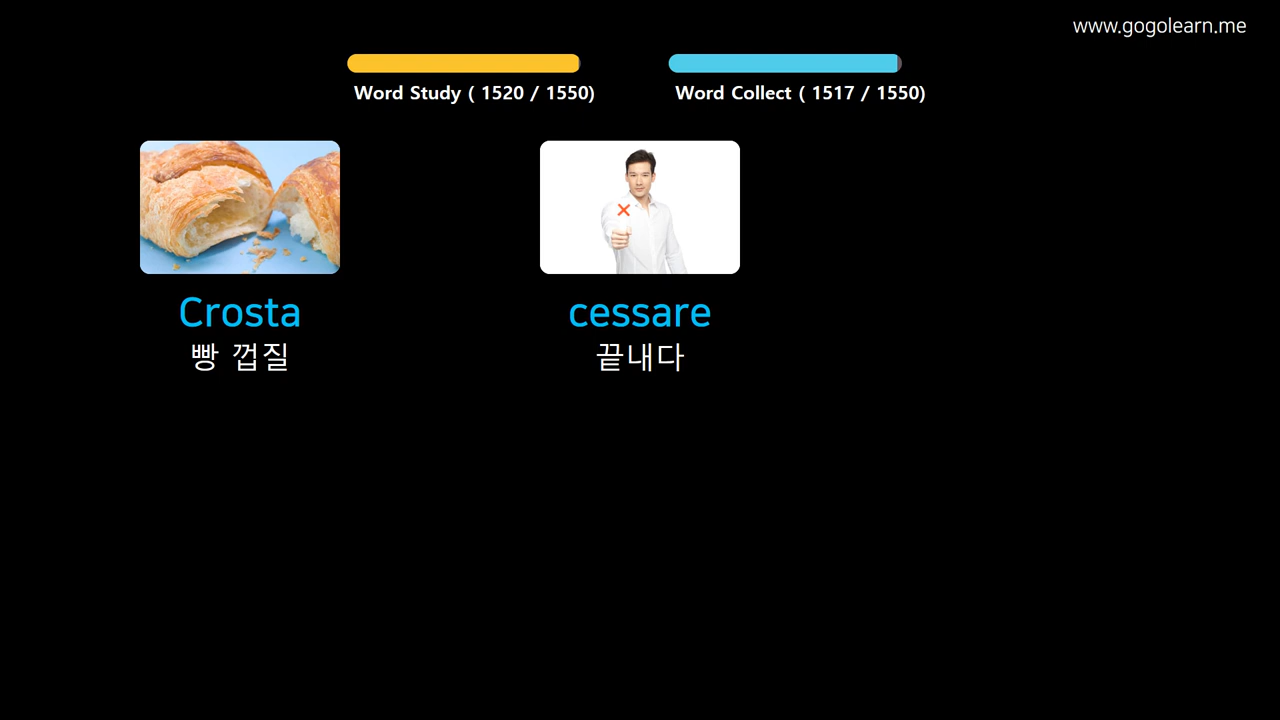 www.gogolearn.me
Word Study ( 1520 / 1550)
Word Collect ( 1517 / 1550)
Crosta
빵 껍질
cessare
끝내다